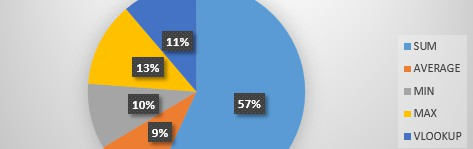 11%
13%
10%
9%
57%
SUM
AVERAGE
MIN
MAX
VLOOKUP